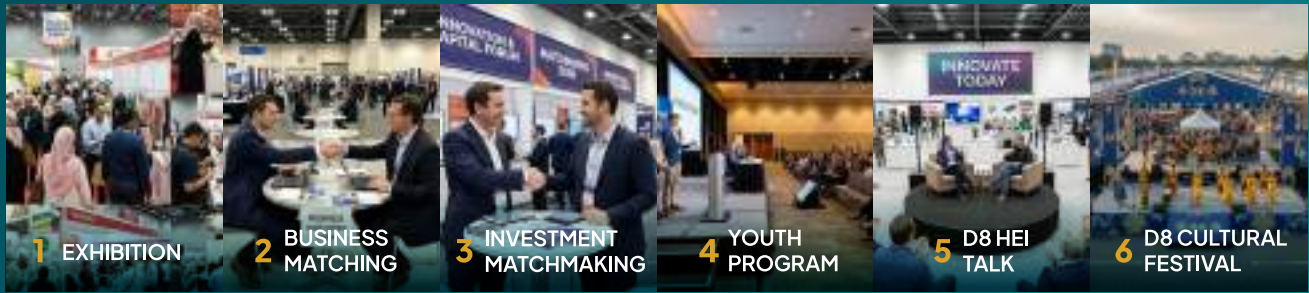 INNOVATE
TODAY
1 EXHIBITION
2 BUSINESS
MATCHING
3 INVESTMENT
MATCHMAKING
4 YOUTH
PROGRAM
5 D8 HEI
TALK
6 D8 CULTURAL
FESTIVAL